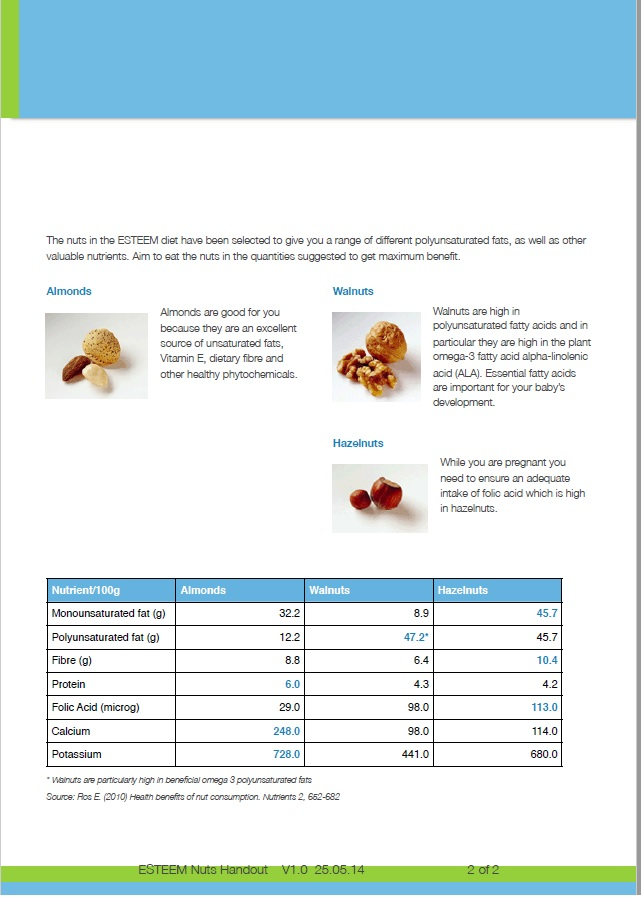 The nuts in the ESTEEM diet have been selected to give you a range of different polyunsaturated fats, as well as other
valuable nutrients. Aim to eat the nuts in the quantities suggested to get maximum benefit.
Almonds
Almonds are good for you
because they are an excellent
source of unsaturated fats,
Vitamin E, dietary fibre and
other healthy phytochemicals.
Walnuts
Walnuts are high in
polyunsaturated fatty acids and in
particular they are high in the plant
omega-3 fatty acid alpha-linolenic
acid (ALA). Essential fatty acids
are important for your baby's
development.
Hazelnuts
While you are pregnant you
need to ensure an adequate
intake of folic acid which is high
in hazelnuts.
Nutrient/100g Almonds Walnuts Hazelnuts
Monounsaturated fat (g) 32.2 8.9 45.7
Polyunsaturated fat (g) 12.2 47.2* 45.7
Fibre (g) 8.8 6.4 10.4
Protein 6.0 4.3 4.2
Folic Acid (microg) 29.0 98.0 113.0
Calcium 248.0 98.0 114.0
Potassium 728.0 441.0 680.0
* Walnuts are particularly high in beneficial omega 3 polyunsaturated fats
Source: Ros E. (2010) Health benefits of nut consumption. Nutrients 2, 652-682
ESTEEM Nuts Handout V1.0 25.05.14 2 of 2